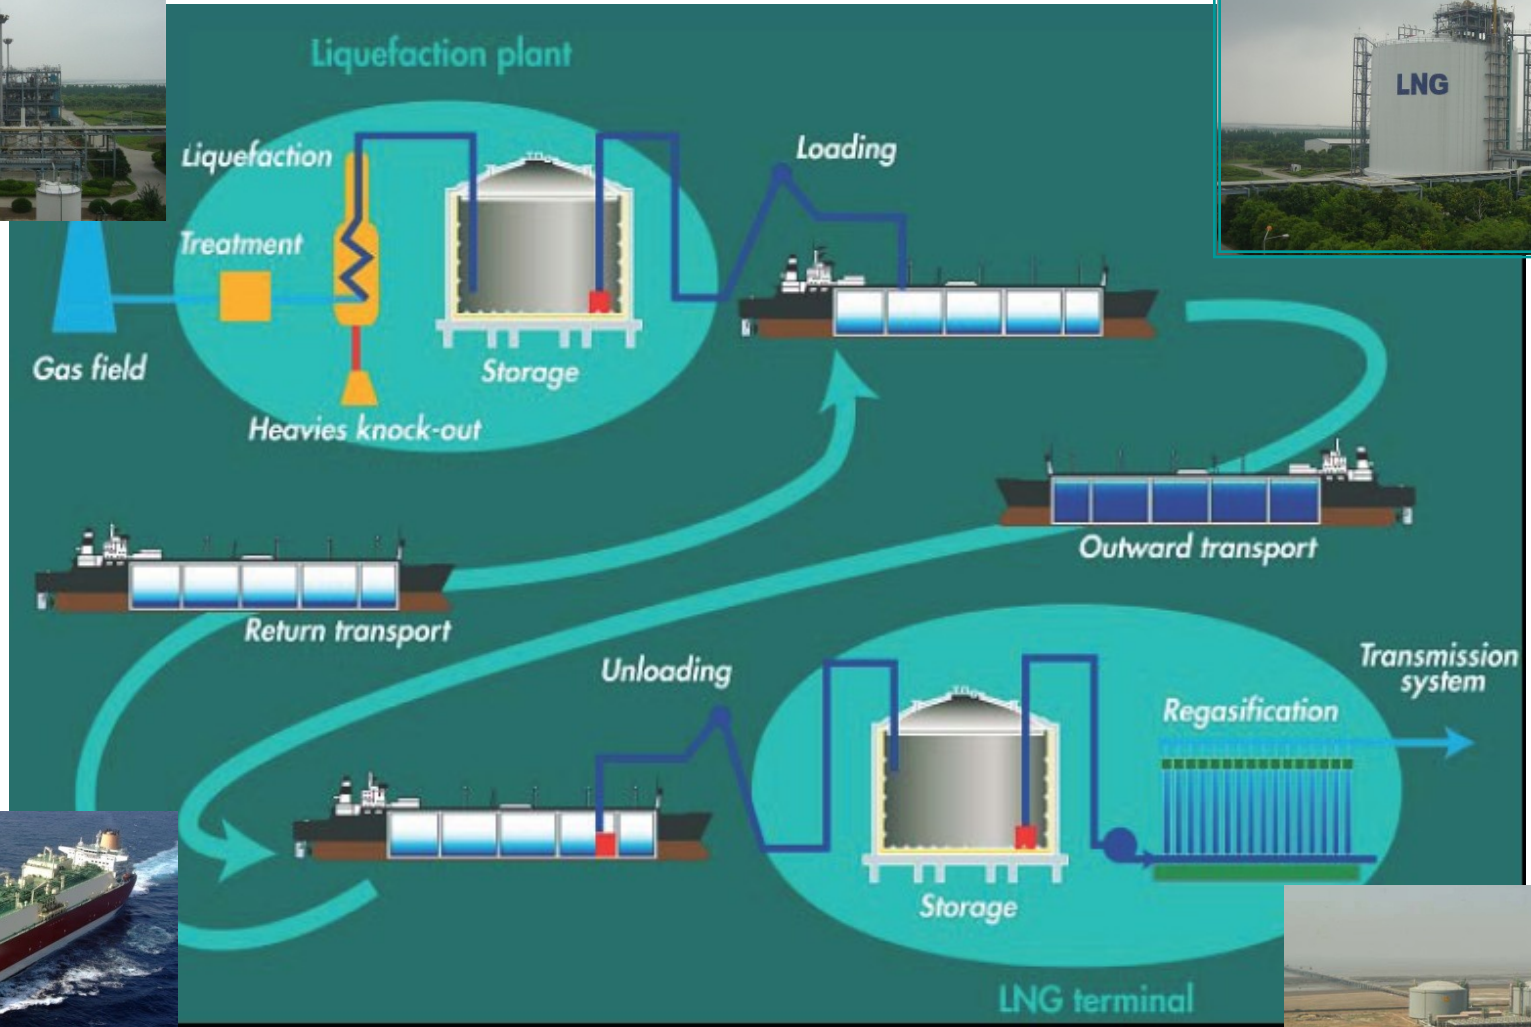 Liquefaction plant
LNG
Liquefaction
Loading
Treatment
Gas field
Storage
Heavies knock-out
Outward transport
Return transport
Unloading
Transmission
system
Regasification
Storage
LNG terminal